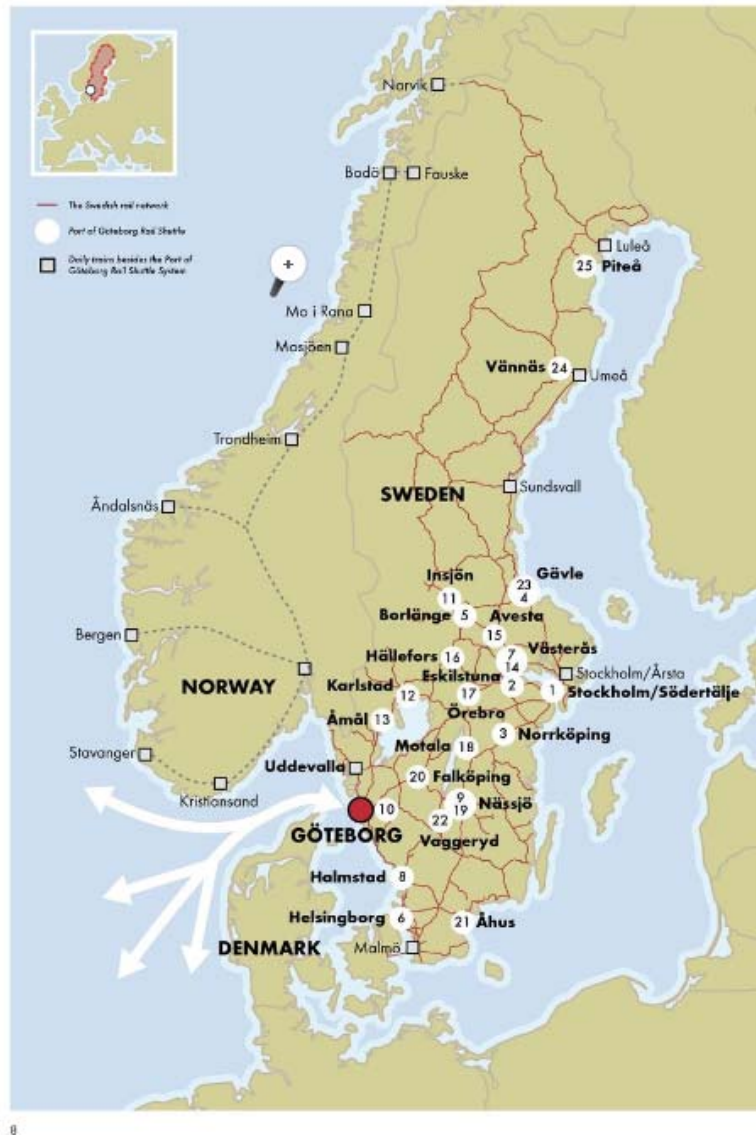 Narvik
Bodö
Fauske
The Swedish rail network
Port of Göteborg Rail Shuttle
Daily trains besides the Port of
Göteborg Rail Shuttle System
+
Luleå
25 Piteå
Mo i Rana
Mosjöen
Vännäs 24
Umeå
Trondheim
SWEDEN
Sundsvall
Åndalsnäs
Insjön
Gävle
23
4
11
Borlänge 5
Avesta
15
Bergen
Västerås
7
14
Hällefors 16
Eskilstuna
2
Stockholm/Årsta
1
Stockholm/Södertälje
NORWAY
Karlstad
12
17
Örebro
Åmål 13
3 Norrköping
Motala 18
Stavanger
Uddevalla
20 Falköping
Kristiansand
9
19
Nässjö
10
22
GÖTEBORG
Vaggeryd
Halmstad 8
Helsingborg 6
21 Åhus
DENMARK
Malmö
8